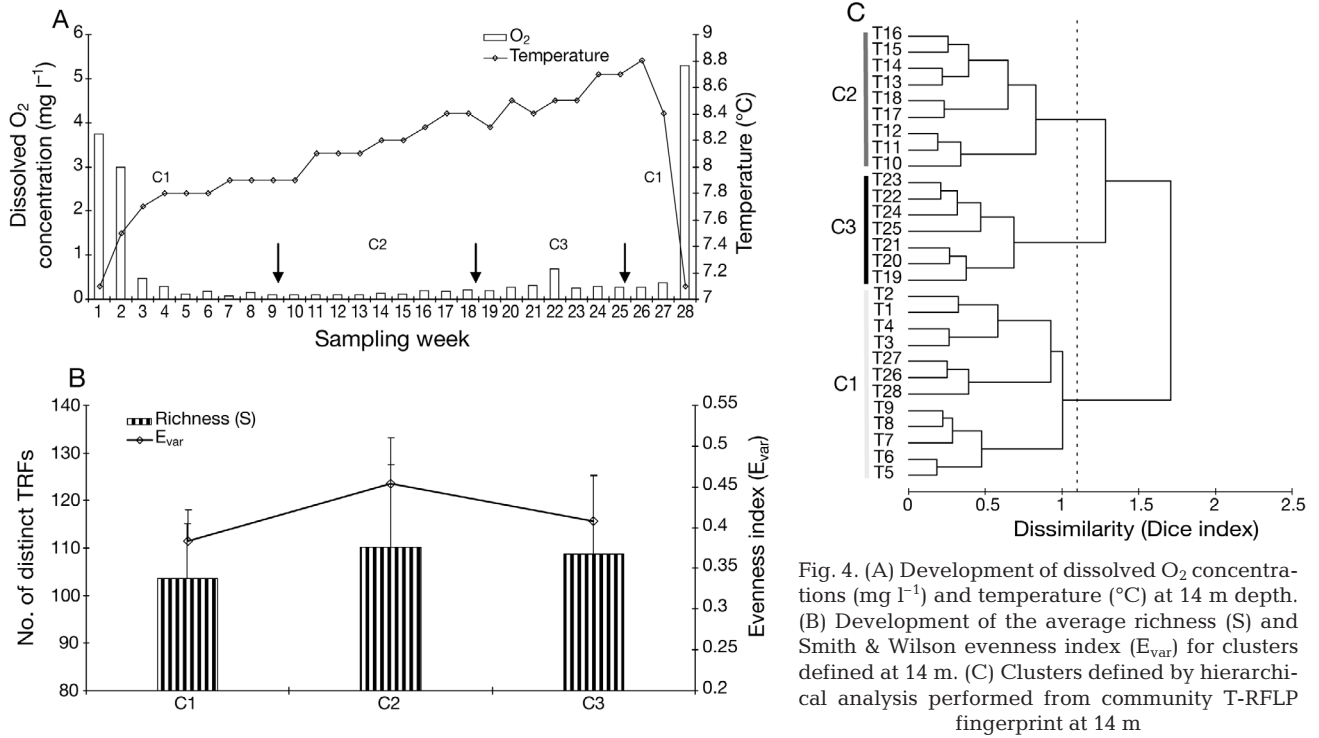 A
O2
Temperature
6
5
4
3
2
1
0
Dissolved O2
concentration (mg l–1)
9
8.8
8.6
8.4
8.2
8
7.8
7.6
7.4
7.2
7
Temperature (°C)
C1
C2
C3
C1
1 2 3 4 5 6 7 8 9 10 11 12 13 14 15 16 17 18 19 20 21 22 23 24 25 26 27 28
Sampling week
B
Richness (S)
Evar
140
130
120
110
100
90
80
No. of distinct TRFs
0.55
0.5
0.45
0.4
0.35
0.3
0.25
0.2
Evenness index (Evar)
C1 C2 C3
C
C2
T16
T15
T14
T13
T18
T17
T12
T11
T10
C3
T23
T22
T24
T25
T21
T20
T19
C1
T2
T1
T4
T3
T27
T26
T28
T9
T8
T7
T6
T5
0 0.5 1 1.5 2 2.5
Dissimilarity (Dice index)
Fig. 4. (A) Development of dissolved O2 concentra-
tions (mg l–1) and temperature (°C) at 14 m depth.
(B) Development of the average richness (S) and
Smith & Wilson evenness index (Evar) for clusters
defined at 14 m. (C) Clusters defined by hierarchi-
cal analysis performed from community T-RFLP
fingerprint at 14 m